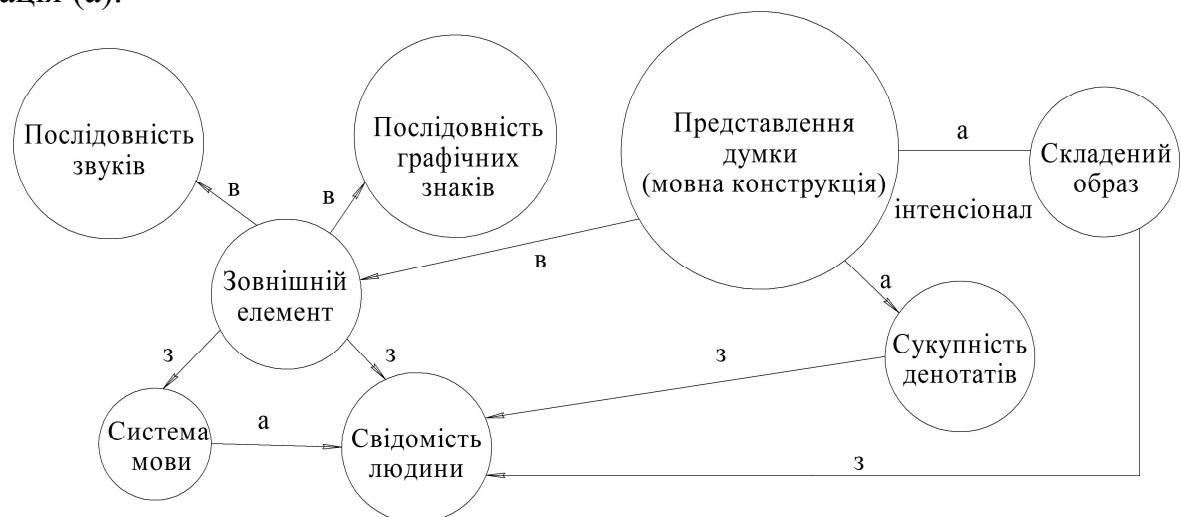 ація (а).
Послідовність
звуків
Послідовність
графічних
знаків
Представлення
думки
(мовна конструкція)
а
інтенсіонал
Складений
образ
в
в
в
Зовнішній
елемент
а
Сукупність
денотатів
з
з
з
Система
мови
а
Свідомість
людини
з